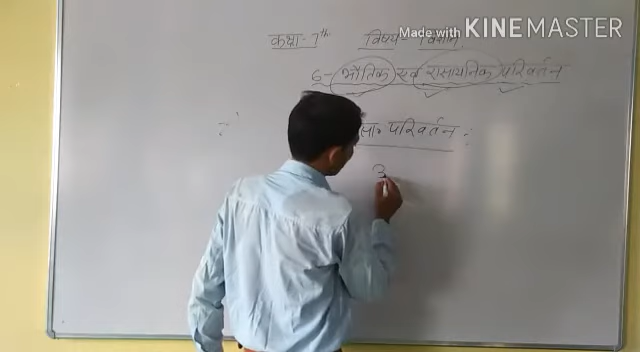 Made with KINEMASTER
कक्षा - 7th विषय - विज्ञान
6- भौतिक एवं रासायनिक परिवर्तन
परिवर्तन :